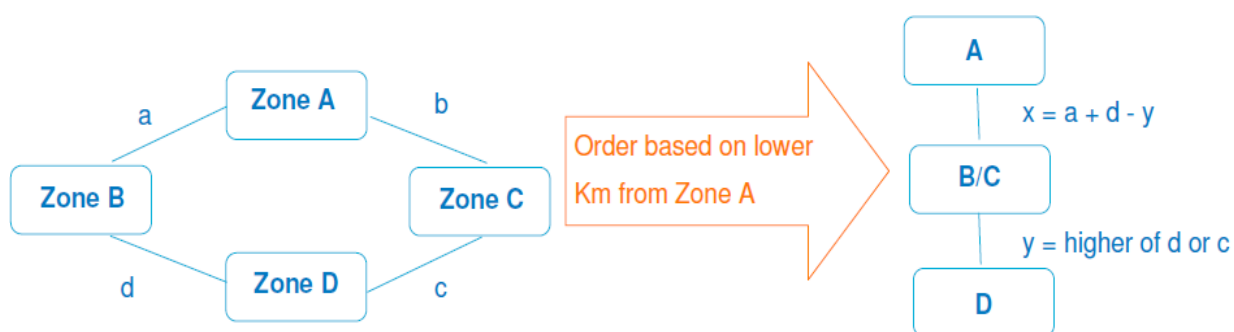 Zone A
a
b
Zone B
Zone C
Zone D
d
c
Order based on lower
Km from Zone A
A
x = a + d - y
B/C
y = higher of d or c
D